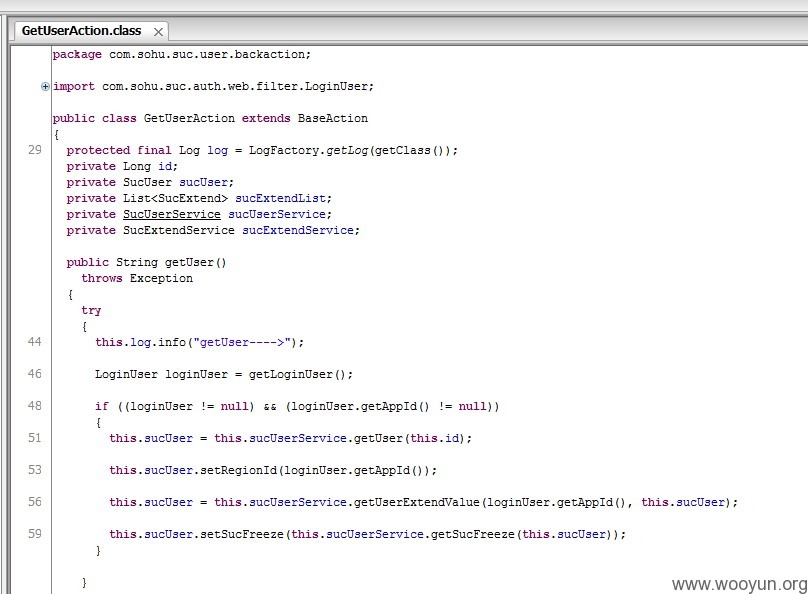 GetUserAction.class
package com.sohu.suc.user.backaction;
import com.sohu.suc.auth.web.filter.LoginUser;
public class GetUserAction extends BaseAction
{
29 protected final Log log = LogFactory.getLog(getClass());
private Long id;
private SucUser sucUser;
private List<SucExtend> sucExtendList;
private SucUserService sucUserService;
private SucExtendService sucExtendService;
public String getUser()
throws Exception
{
try
{
44 this.log.info("getUser---->");
46 LoginUser loginUser = getLoginUser();
48 if ((loginUser != null) && (loginUser.getAppId() != null))
{
51 this.sucUser = this.sucUserService.getUser(this.id);
53 this.sucUser.setRegionId(loginUser.getAppId());
56 this.sucUser = this.sucUserService.getUserExtendValue(loginUser.getAppId(), this.sucUser);
59 this.sucUser.setSucFreeze(this.sucUserService.getSucFreeze(this.sucUser));
}
}
www.wooyun.org